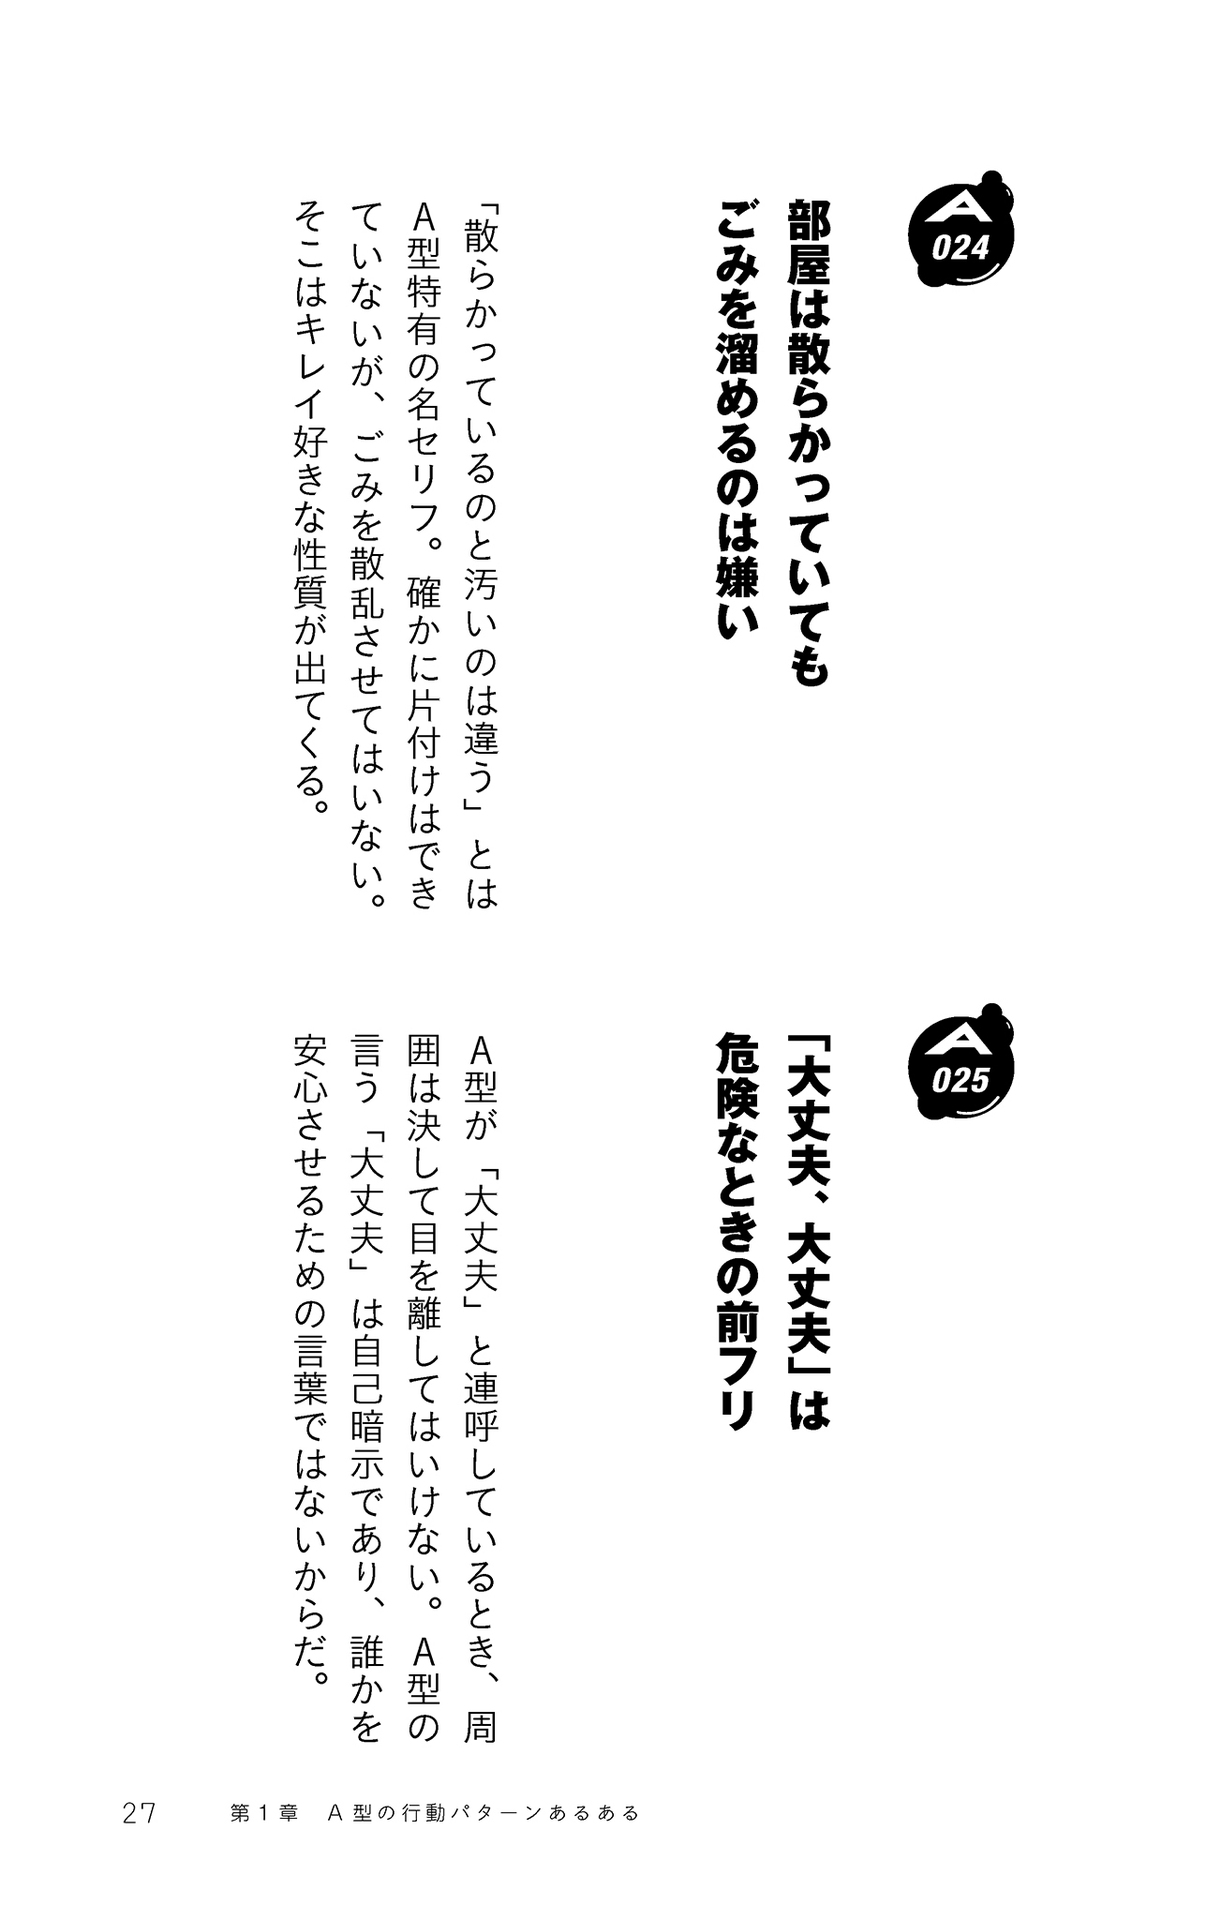 A
024
部屋は散らかっていても
ごみを溜めるのは嫌い
「散らかっているのと汚いのは違う」とは
A型特有の名セリフ。確かに片付けはでき
ていないが、ごみを散乱させてはいない。
そこはキレイ好きな性質が出てくる。
A
025
「大丈夫、大丈夫」は
危険なときの前フリ
A型が「大丈夫」と連呼しているとき、周
囲は決して目を離してはいけない。A型の
言う「大丈夫」は自己暗示であり、誰かを
安心させるための言葉ではないからだ。
27 第1章 A型の行動パターンあるある